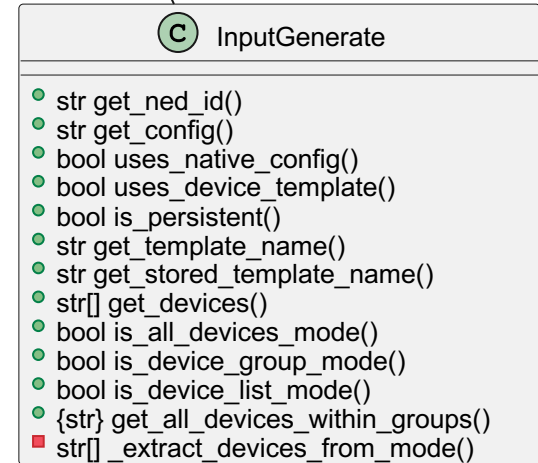 C InputGenerate
str get_ned_id()
str get_config()
bool uses_native_config()
bool uses_device_template()
bool is_persistent()
str get_template_name()
str get_stored_template_name()
str[] get_devices()
bool is_all_devices_mode()
bool is_device_group_mode()
bool is_device_list_mode()
{str} get_all_devices_within_groups()
str[] _extract_devices_from_mode()